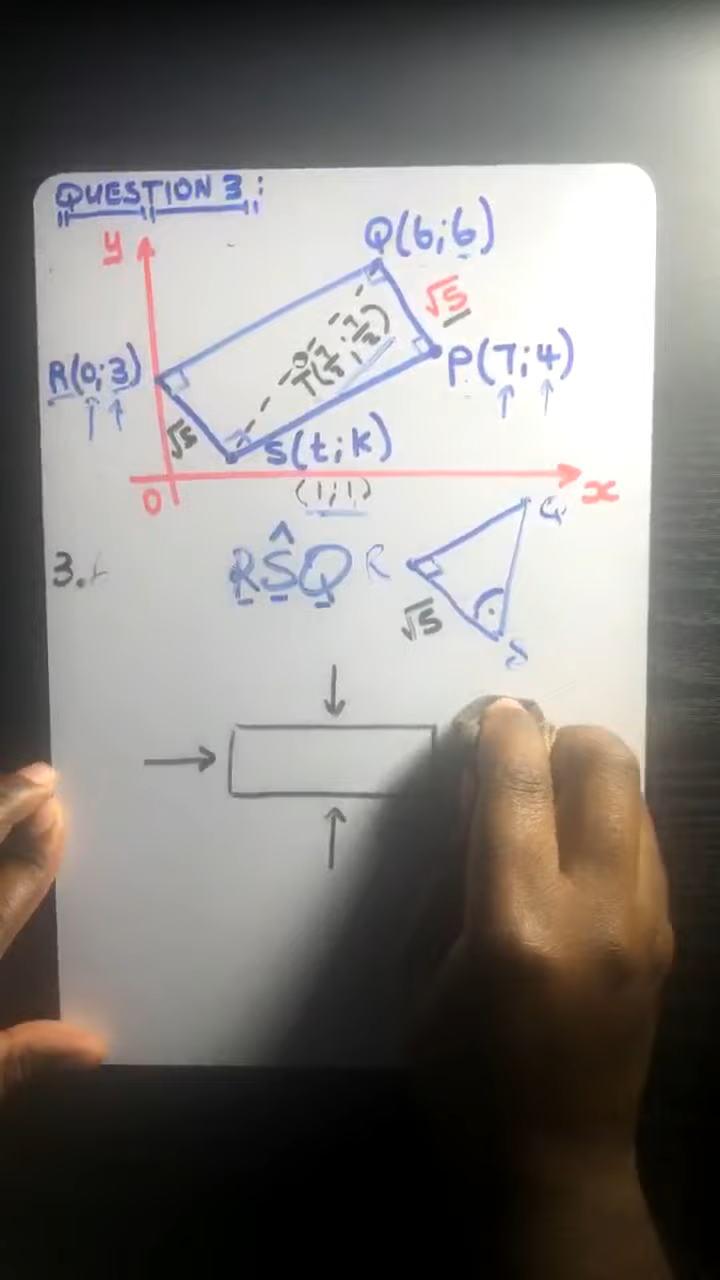 QUESTION 3:
y
Q(6;6)
√5
R(0;3)
T(7/2;7/2)
P(7;4)
√5
S(t;k)
0
(1;1)
x
Q
3.
RŜQ
R
√5
S